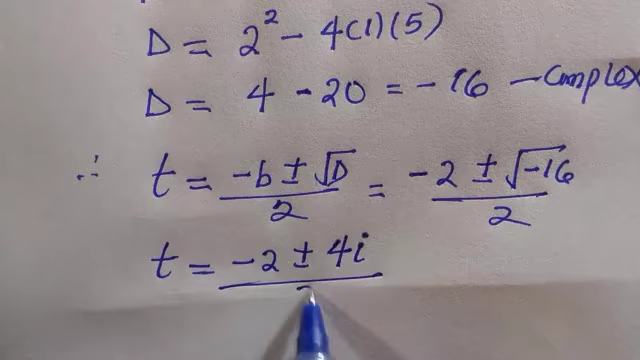 D = 2² - 4(1)(5)
D = 4 - 20 = -16 - Complex
∴ t = (-b ± √D)/2 = (-2 ± √-16)/2
t = -2 ± 4i